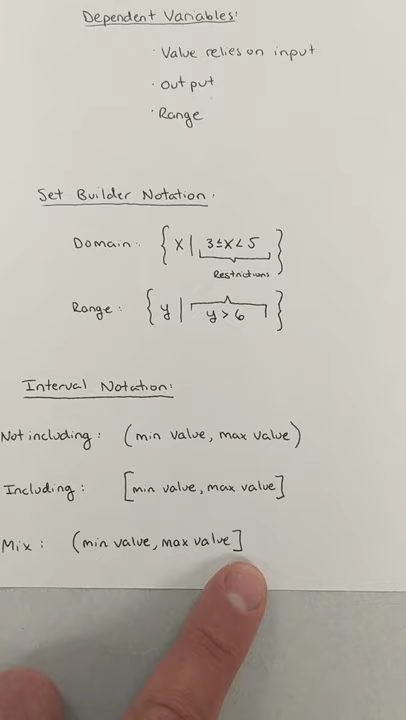 Dependent Variables:
· Value relies on input
· output
· Range
Set Builder Notation:
Domain: {x | 3≤x<5}
Restrictions
Range: {y | y>6}
Interval Notation:
Not including: (min value, max value)
Including: [min value, max value]
Mix: (min value, max value]